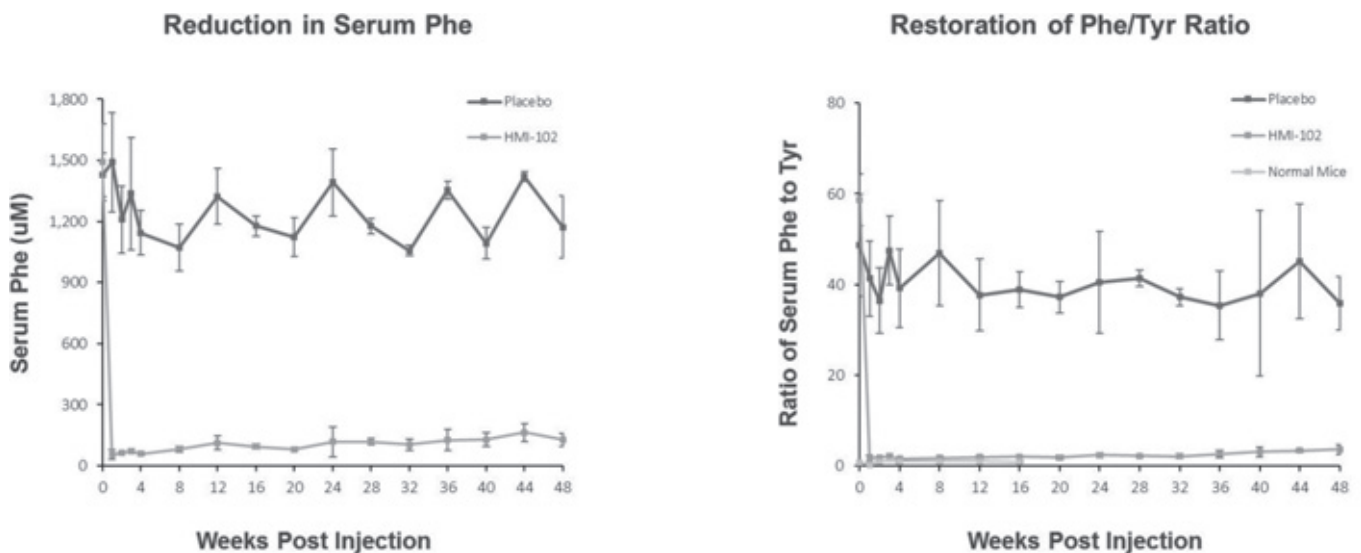 Reduction in Serum Phe
1,800
1,500
1,200
900
600
300
0
Serum Phe (uM)
Placebo
HMI-102
0 4 8 12 16 20 24 28 32 36 40 44 48
Weeks Post Injection
Restoration of Phe/Tyr Ratio
80
60
40
20
0
Ratio of Serum Phe to Tyr
Placebo
HMI-102
Normal Mice
0 4 8 12 16 20 24 28 32 36 40 44 48
Weeks Post Injection